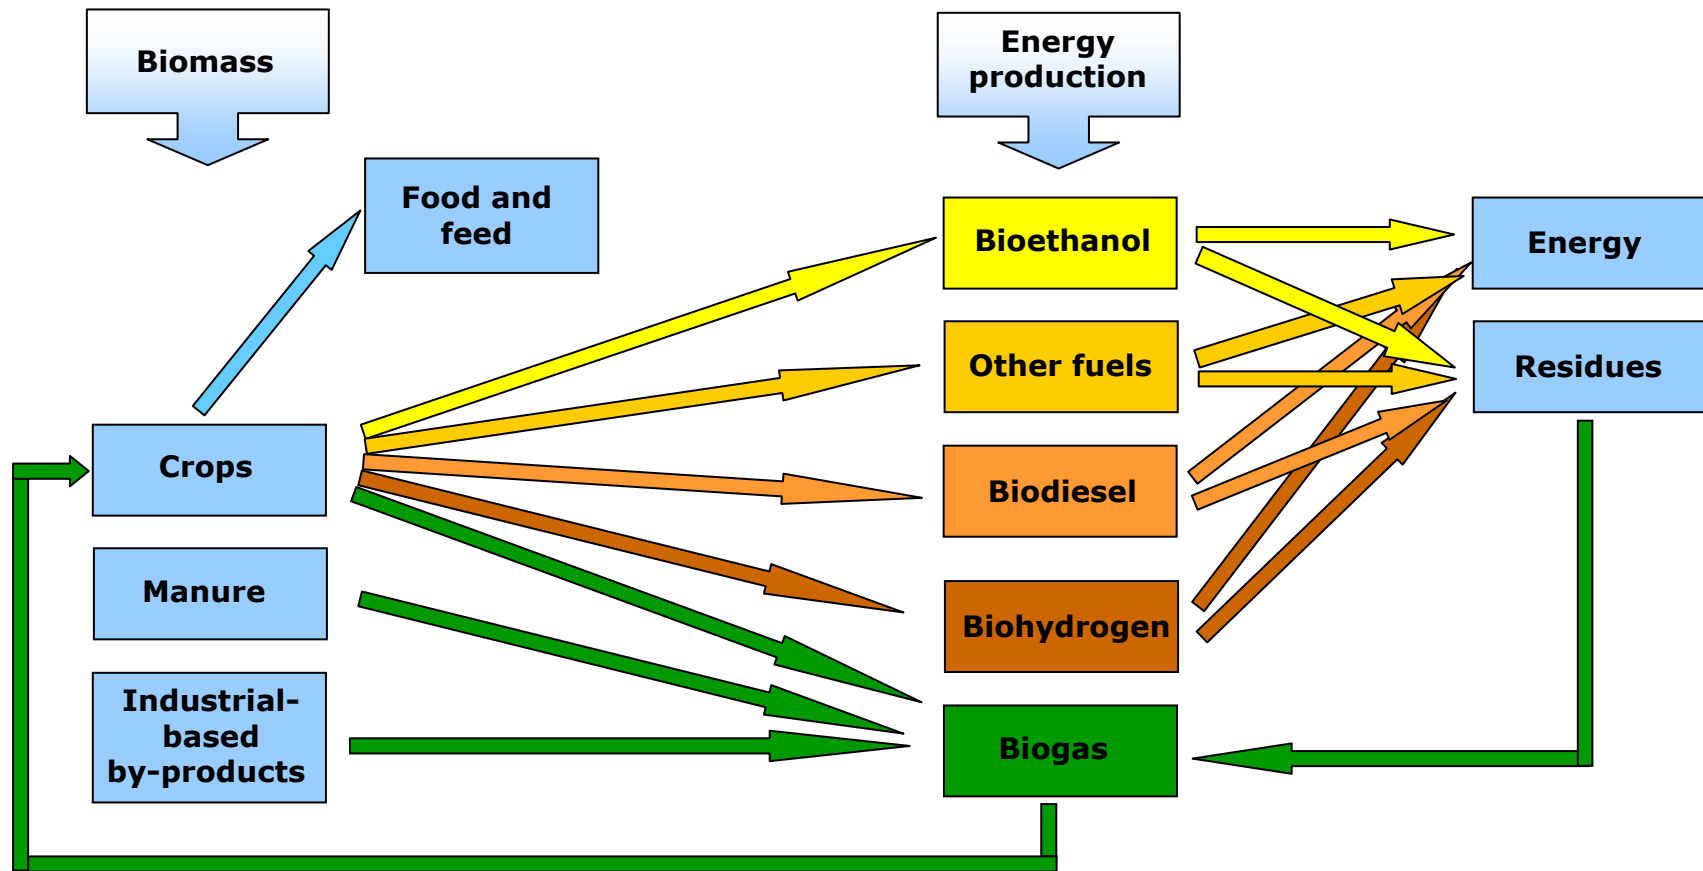 Biomass
Energy
production
Food and
feed
Bioethanol
Energy
Other fuels
Residues
Crops
Biodiesel
Manure
Biohydrogen
Industrial-
based
by-products
Biogas